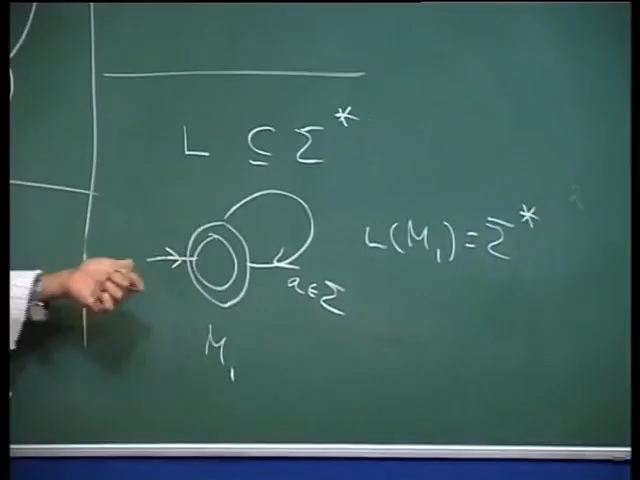 L ⊆ Σ*
L(M₁) = Σ*
a ∈ Σ
M₁